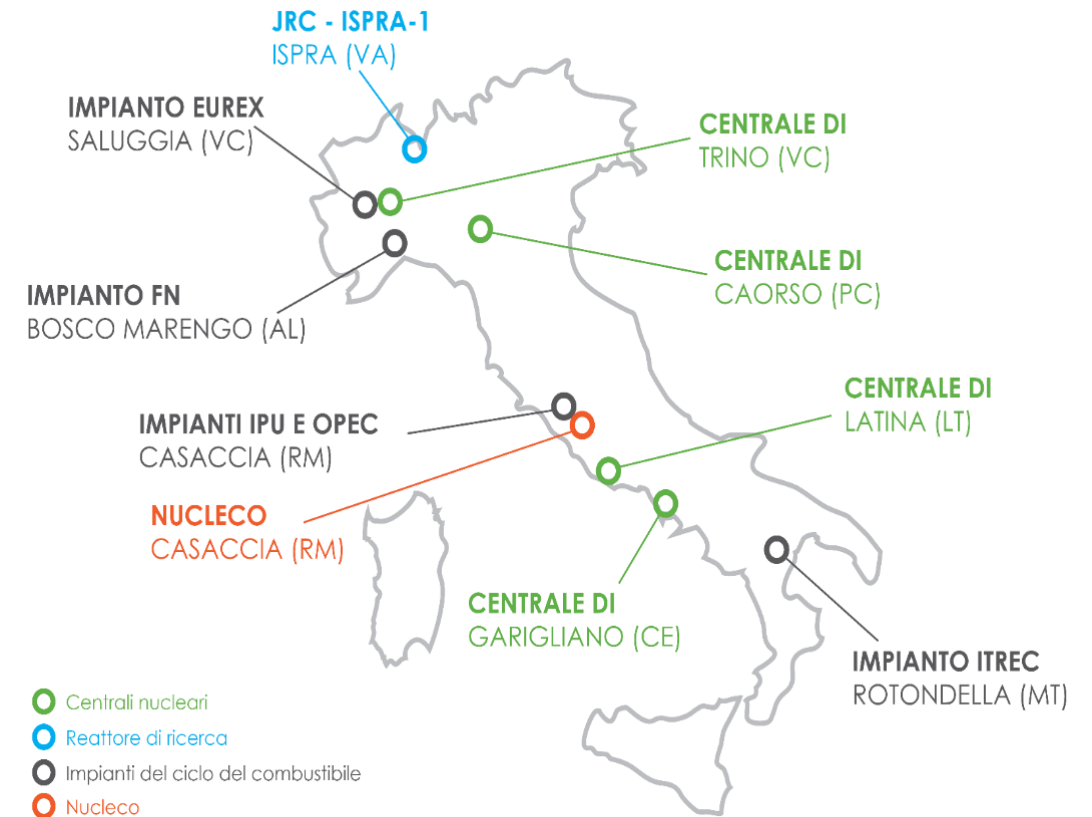 JRC - ISPRA-1
ISPRA (VA)
IMPIANTO EUREX
SALUGGIA (VC)
CENTRALE DI
TRINO (VC)
CENTRALE DI
CAORSO (PC)
IMPIANTO FN
BOSCO MARENGO (AL)
CENTRALE DI
LATINA (LT)
IMPIANTI IPU E OPEC
CASACCIA (RM)
NUCLECO
CASACCIA (RM)
CENTRALE DI
GARIGLIANO (CE)
IMPIANTO ITREC
ROTONDELLA (MT)
Centrali nucleari
Reattore di ricerca
Impianti del ciclo del combustibile
Nucleco